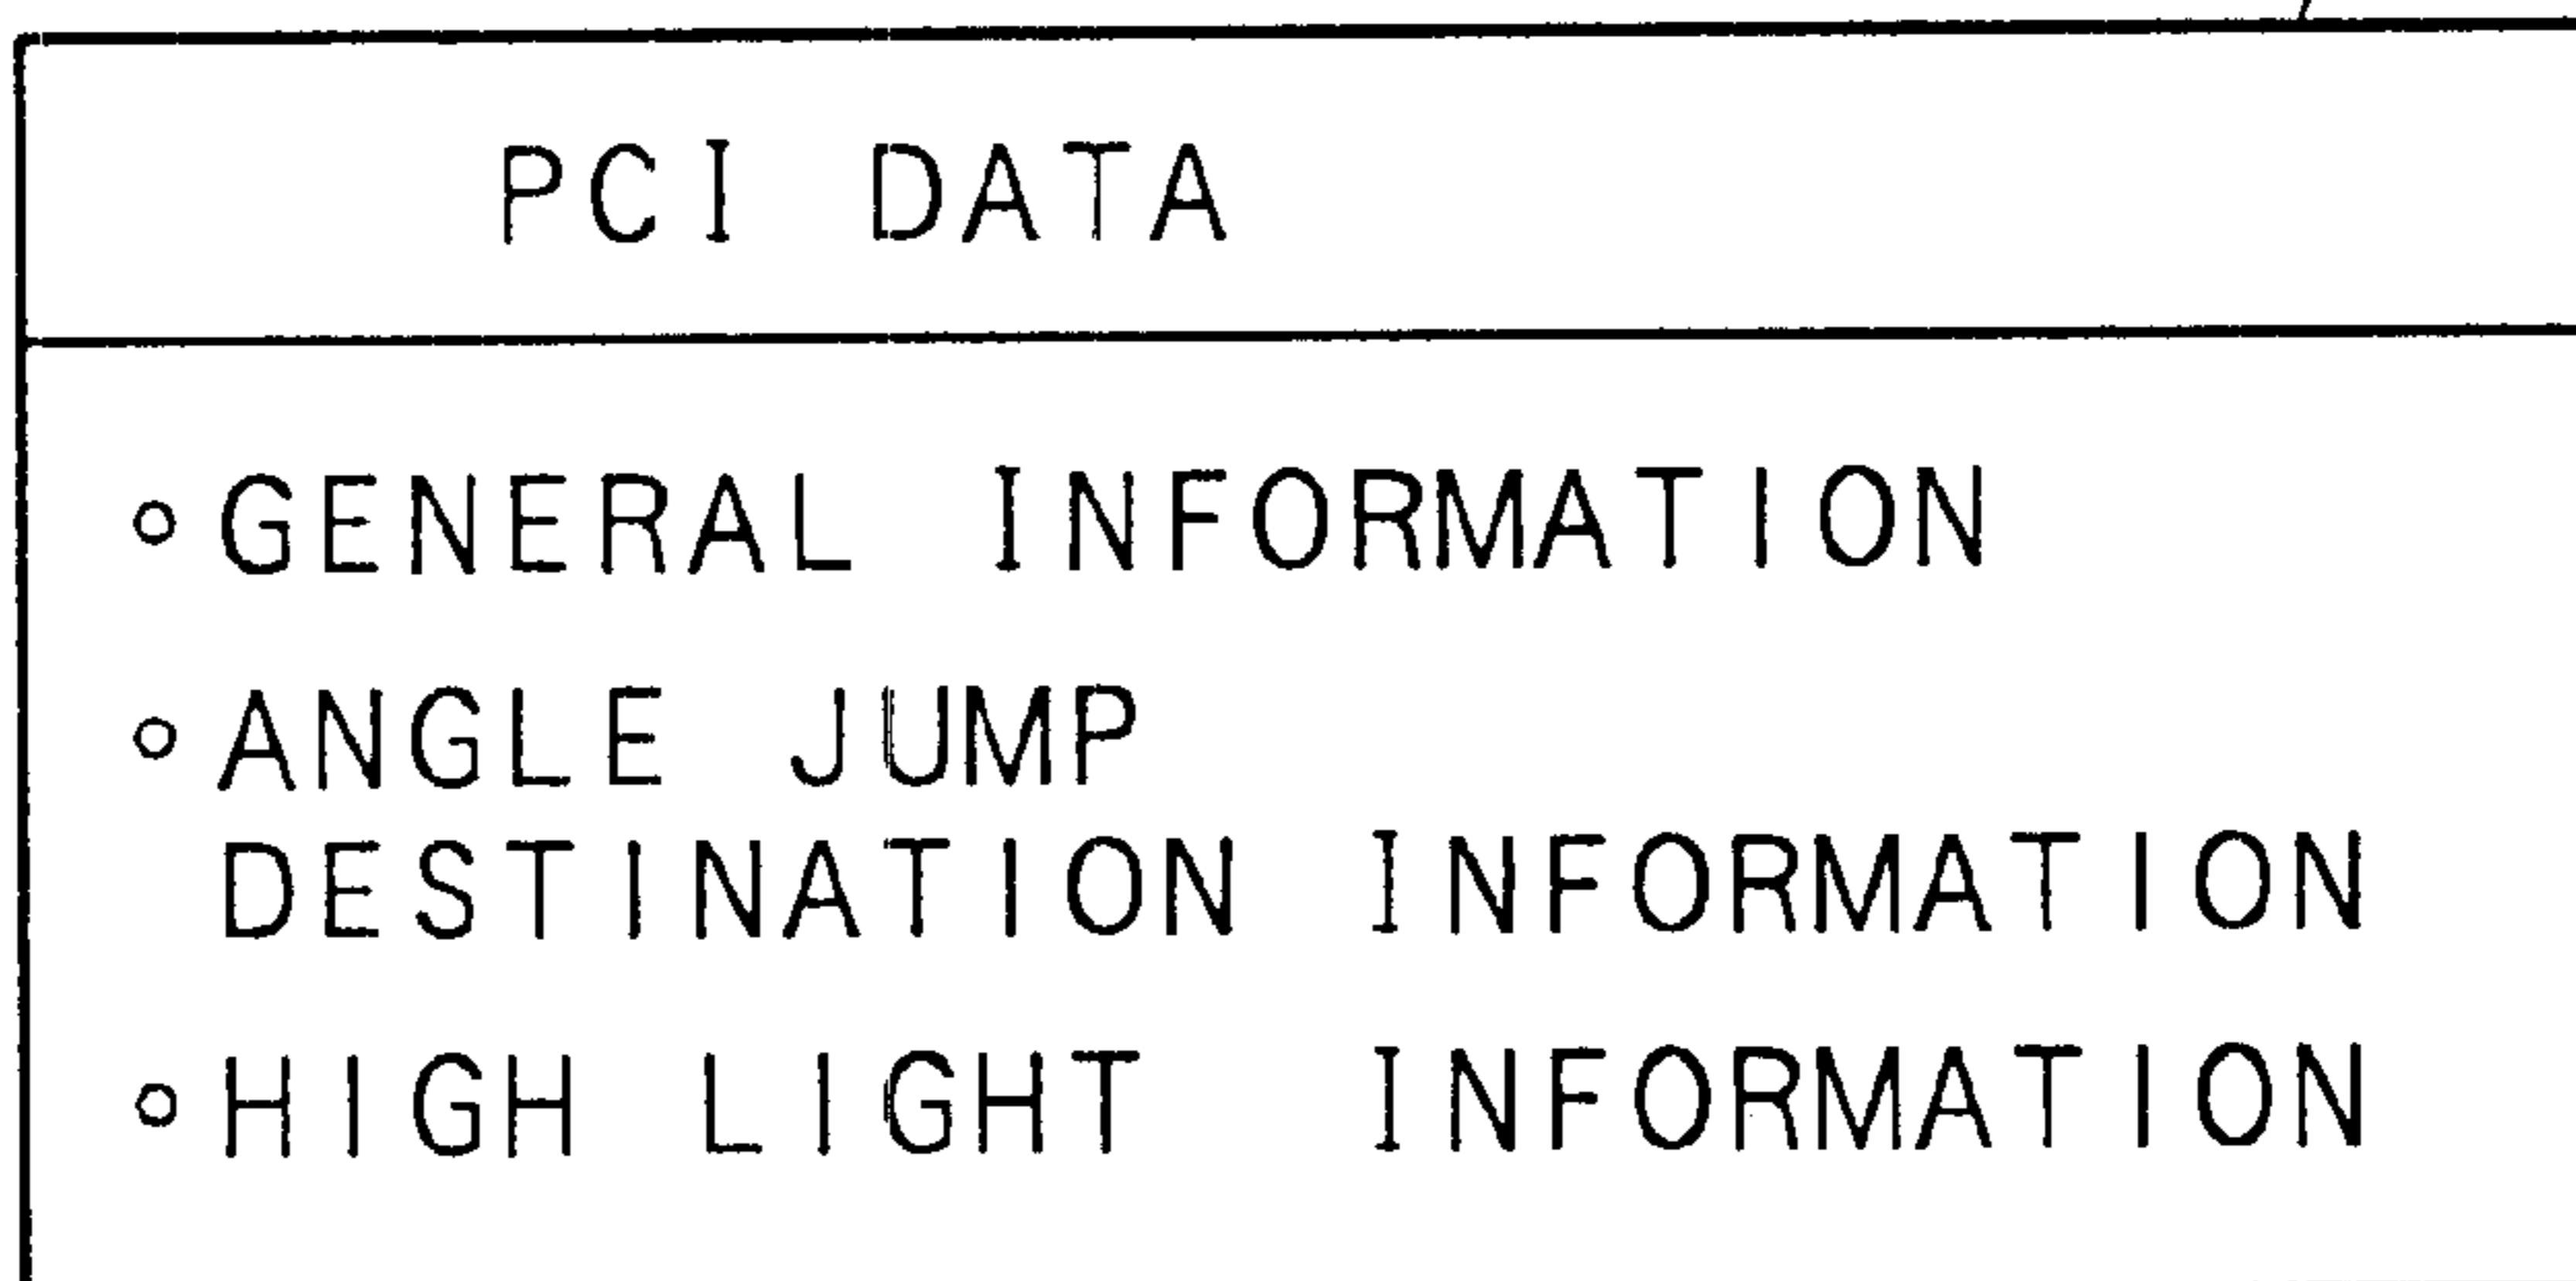 PCI DATA
○ GENERAL INFORMATION
○ ANGLE JUMP
DESTINATION INFORMATION
○ HIGH LIGHT INFORMATION